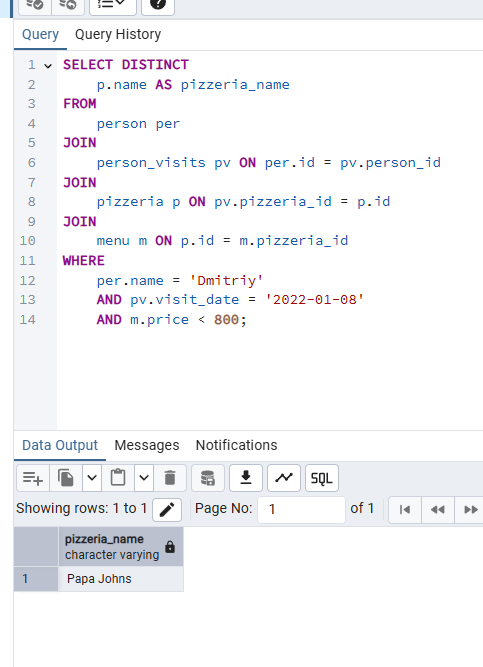 Query Query History
1 SELECT DISTINCT
2 p.name AS pizzeria_name
3 FROM
4 person per
5 JOIN
6 person_visits pv ON per.id = pv.person_id
7 JOIN
8 pizzeria p ON pv.pizzeria_id = p.id
9 JOIN
10 menu m ON p.id = m.pizzeria_id
11 WHERE
12 per.name = 'Dmitriy'
13 AND pv.visit_date = '2022-01-08'
14 AND m.price < 800;
Data Output Messages Notifications
SQL
Showing rows: 1 to 1 Page No: 1 of 1
pizzeria_name
character varying
1 Papa Johns